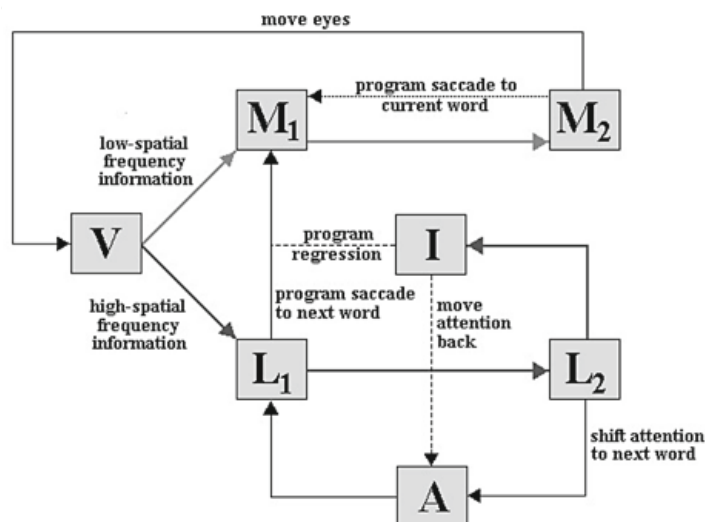 move eyes
program saccade to
current word
M1
M2
low-spatial
frequency
information
V
program
regression
I
high-spatial
frequency
information
program saccade
to next word
move
attention
back
L1
L2
shift attention
to next word
A